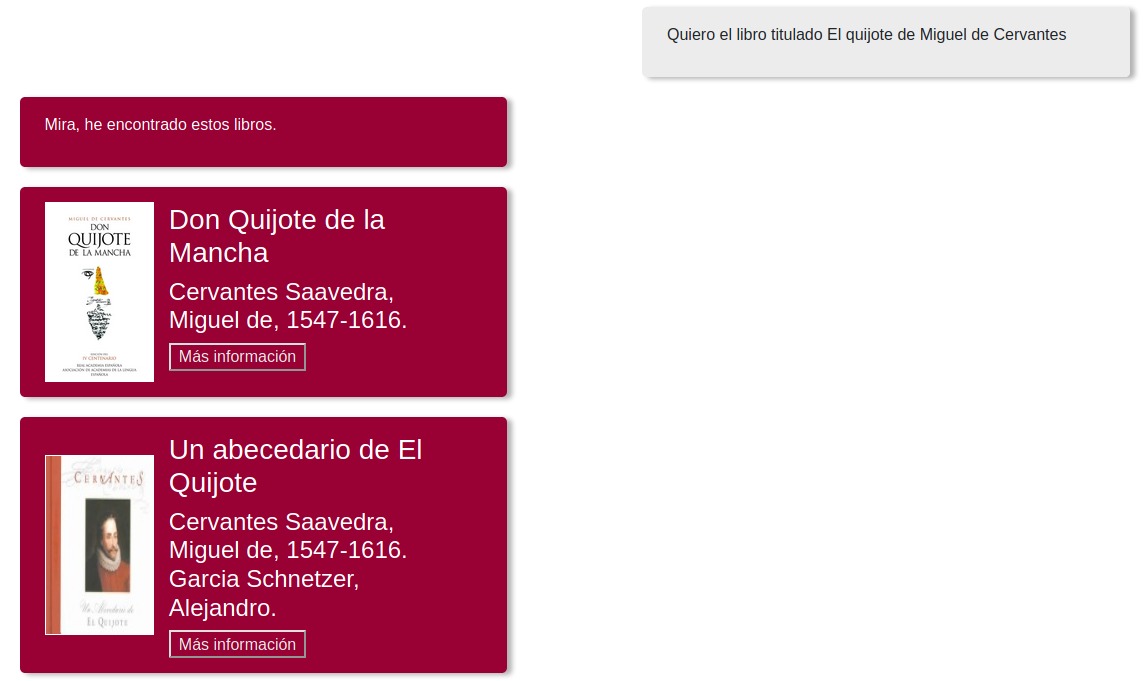 Quiero el libro titulado El quijote de Miguel de Cervantes
Mira, he encontrado estos libros.
MIGUEL DE CERVANTES
DON
QUIJOTE
DE LA MANCHA
EDICIÓN DEL
IV CENTENARIO
REAL ACADEMIA ESPAÑOLA
ASOCIACIÓN DE ACADEMIAS DE LA LENGUA
ESPAÑOLA
Don Quijote de la
Mancha
Cervantes Saavedra,
Miguel de, 1547-1616.
Más información
CERVANTES
Un Abecedario de
EL QUIJOTE
Un abecedario de El
Quijote
Cervantes Saavedra,
Miguel de, 1547-1616.
Garcia Schnetzer,
Alejandro.
Más información